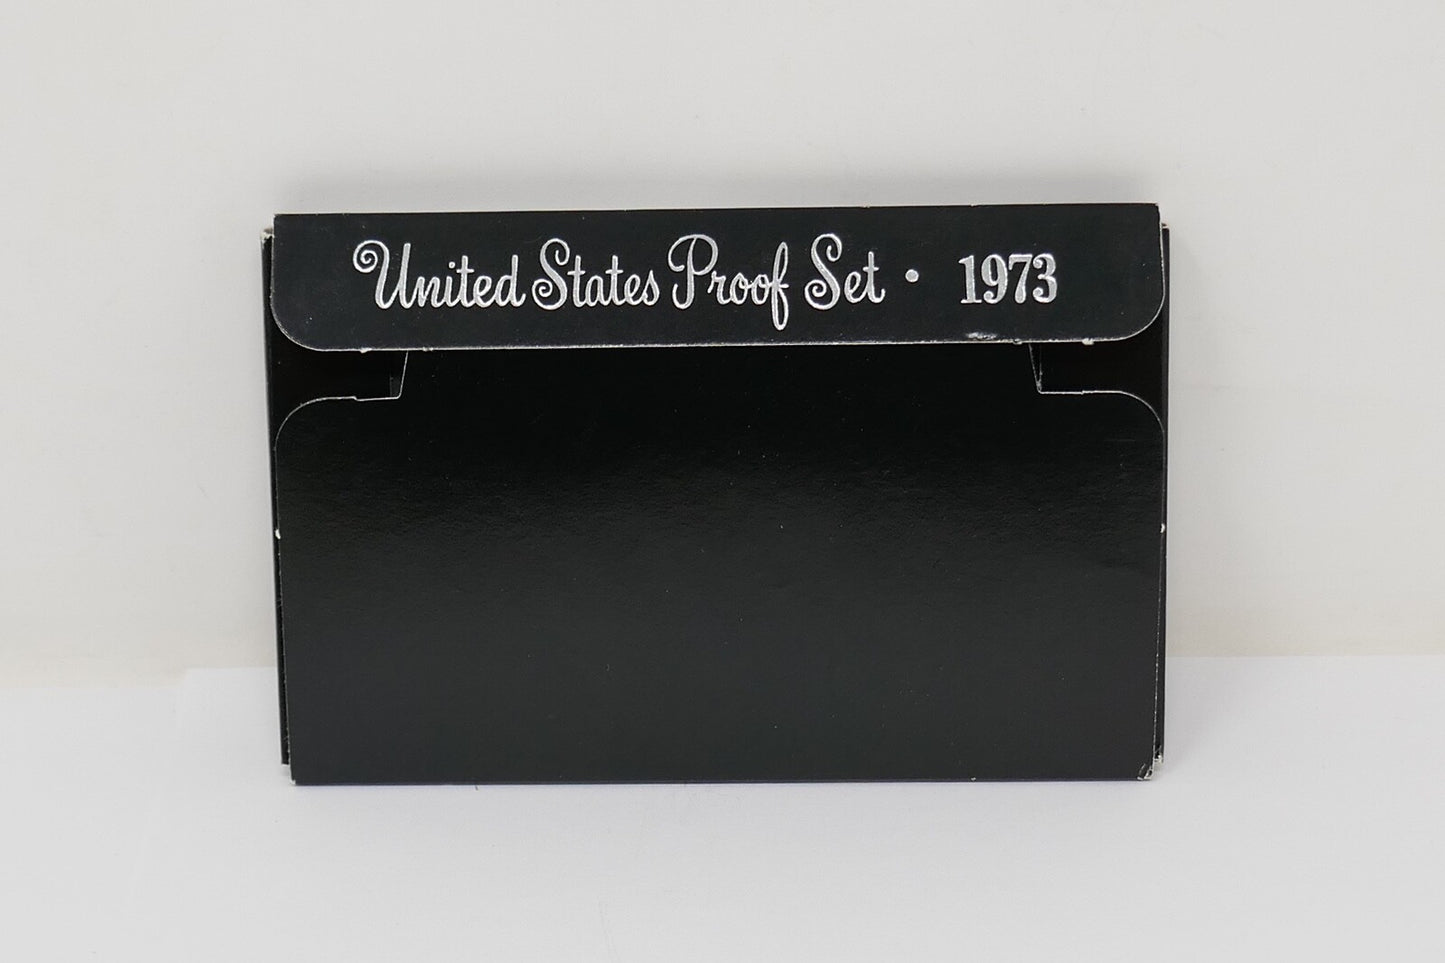 United States Proof Set • 1973